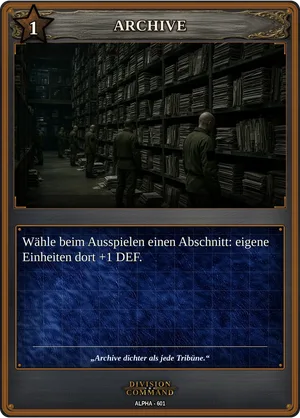 1
ARCHIVE
Wähle beim Ausspielen einen Abschnitt: eigene
Einheiten dort +1 DEF.
„Archive dichter als jede Tribüne.“
DIVISION
COMMAND
ALPHA - 601